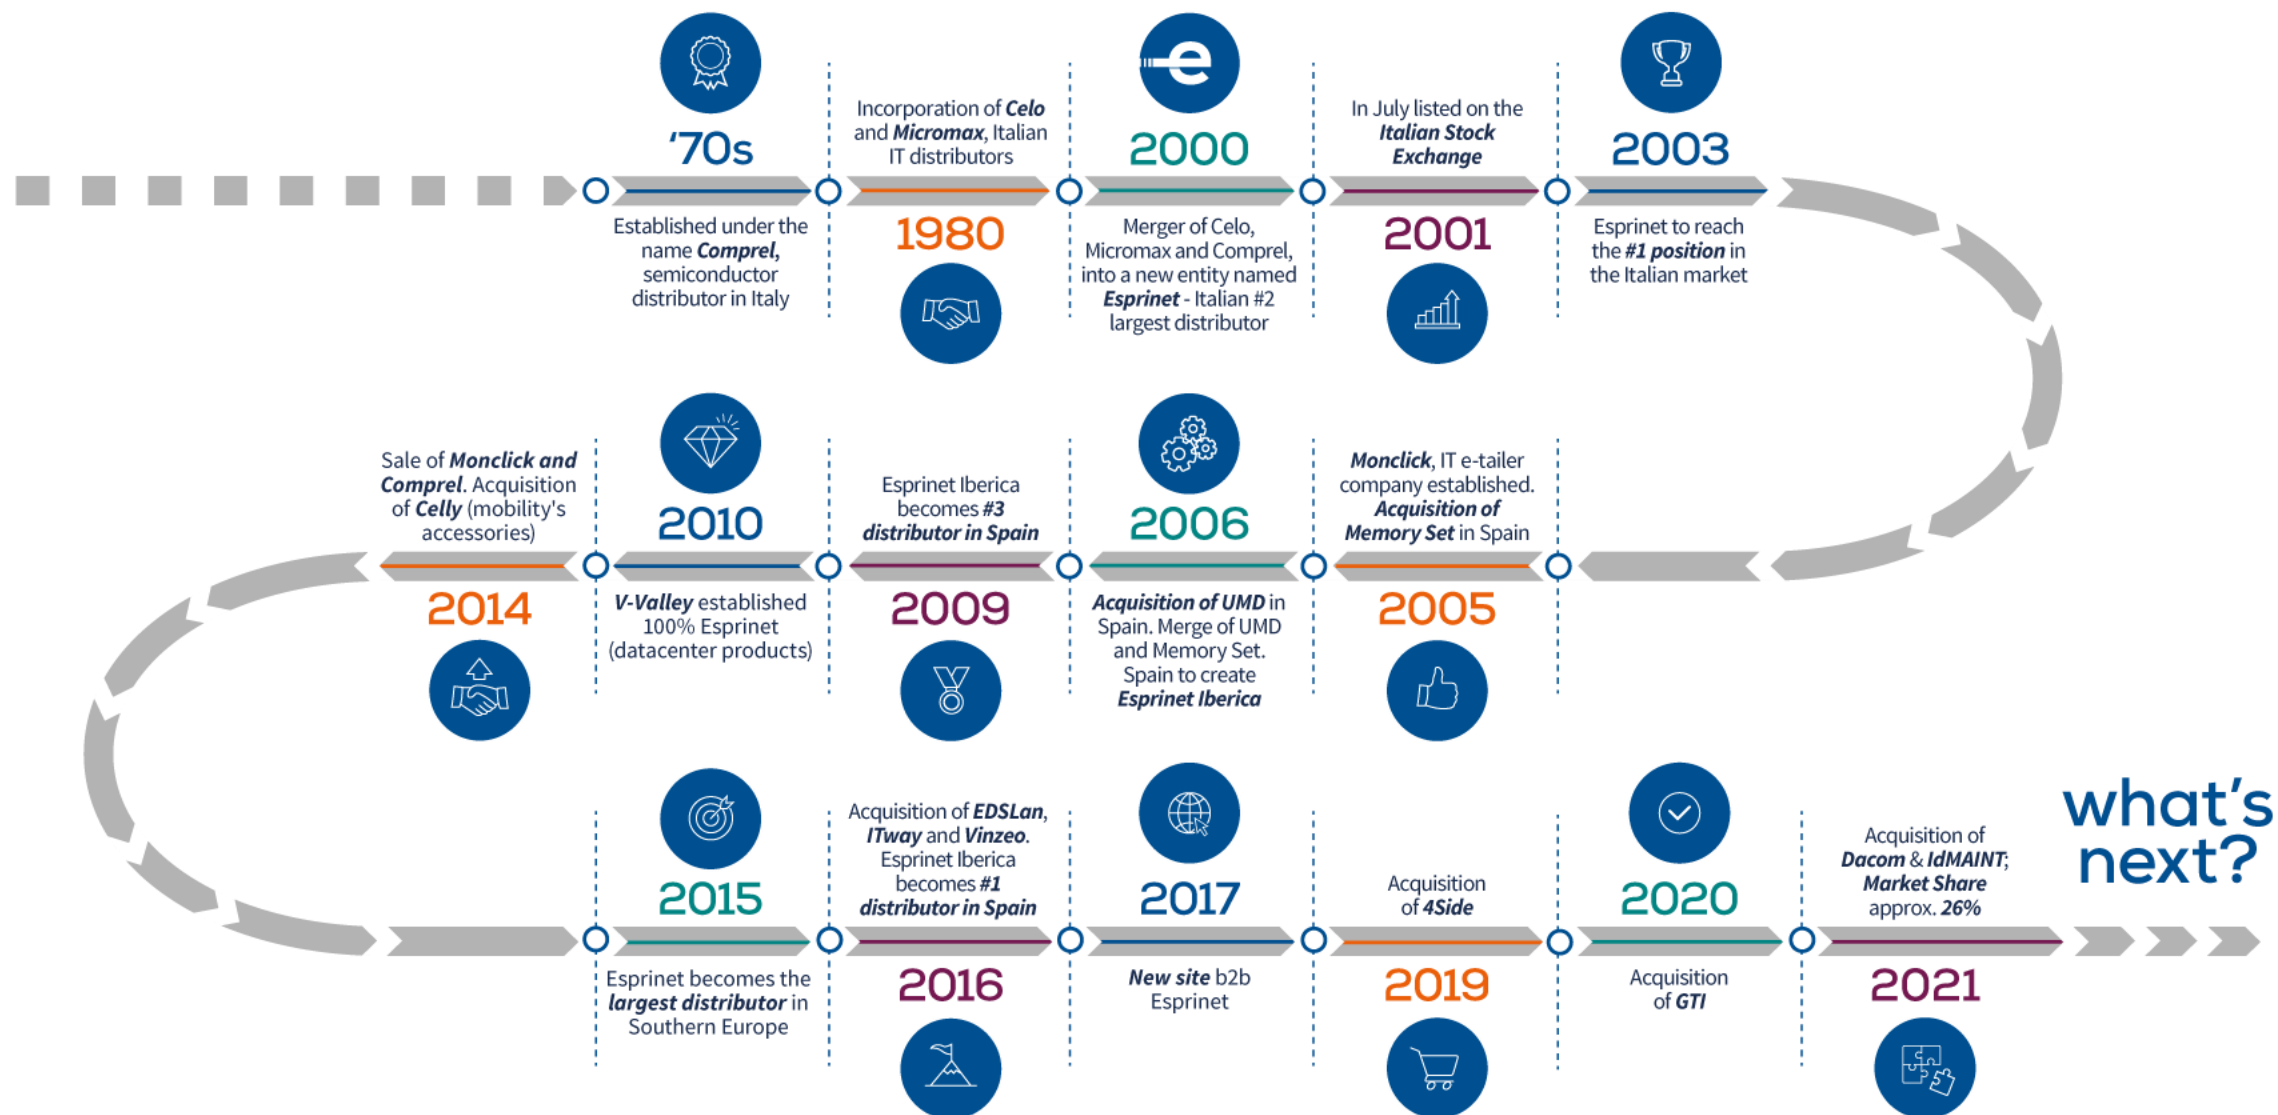 '70s
Established under the
name Comprel,
semiconductor
distributor in Italy
Incorporation of Celo
and Micromax, Italian
IT distributors
1980
e
2000
Merger of Celo,
Micromax and Comprel,
into a new entity named
Esprinet - Italian #2
largest distributor
In July listed on the
Italian Stock
Exchange
2001
2003
Esprinet to reach
the #1 position in
the Italian market
Monclick, IT e-tailer
company established.
Acquisition of
Memory Set in Spain
2005
2006
Acquisition of UMD in
Spain. Merge of UMD
and Memory Set.
Spain to create
Esprinet Iberica
Esprinet Iberica
becomes #3
distributor in Spain
2009
2010
V-Valley established
100% Esprinet
(datacenter products)
Sale of Monclick and
Comprel. Acquisition
of Celly (mobility's
accessories)
2014
2015
Esprinet becomes the
largest distributor in
Southern Europe
Acquisition of EDSLan,
ITway and Vinzeo.
Esprinet Iberica
becomes #1
distributor in Spain
2016
2017
New site b2b
Esprinet
Acquisition
of 4Side
2019
2020
Acquisition
of GTI
Acquisition of
Dacom & IdMAINT;
Market Share
approx. 26%
2021
what's
next?